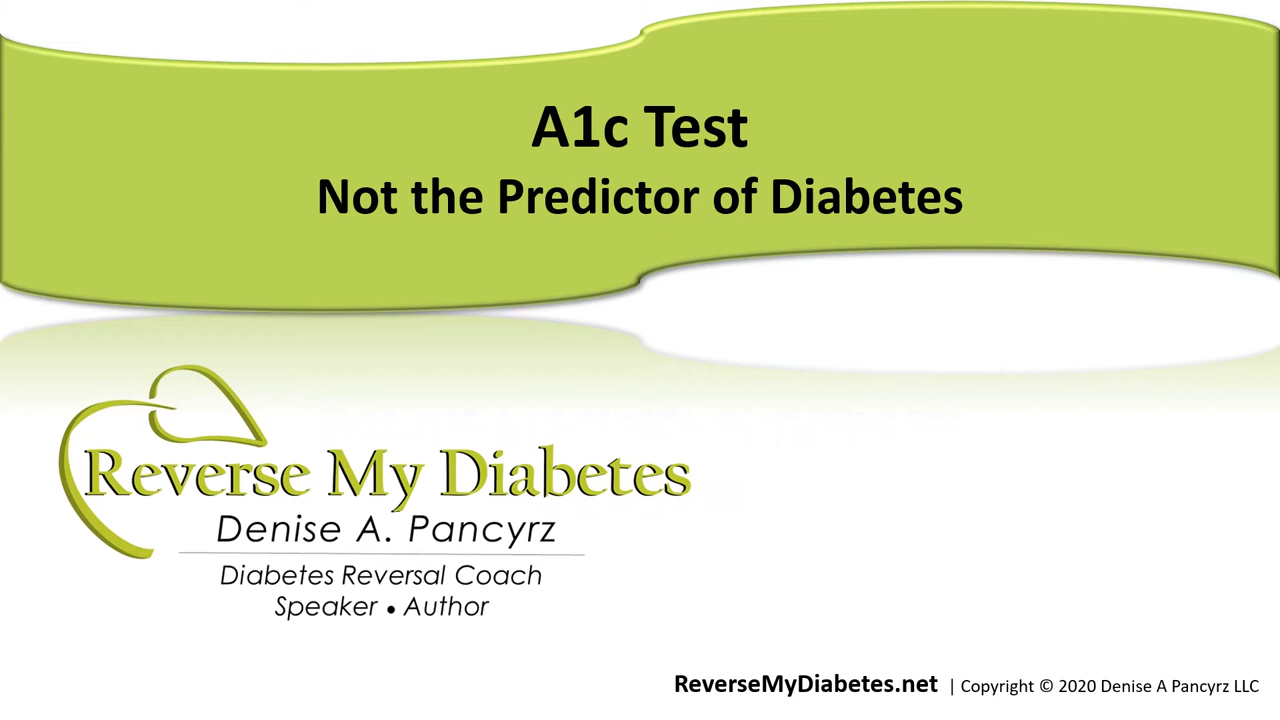 A1c Test
Not the Predictor of Diabetes
Reverse My Diabetes
Denise A. Pancyrz
Diabetes Reversal Coach
Speaker • Author
ReverseMyDiabetes.net | Copyright © 2020 Denise A Pancyrz LLC